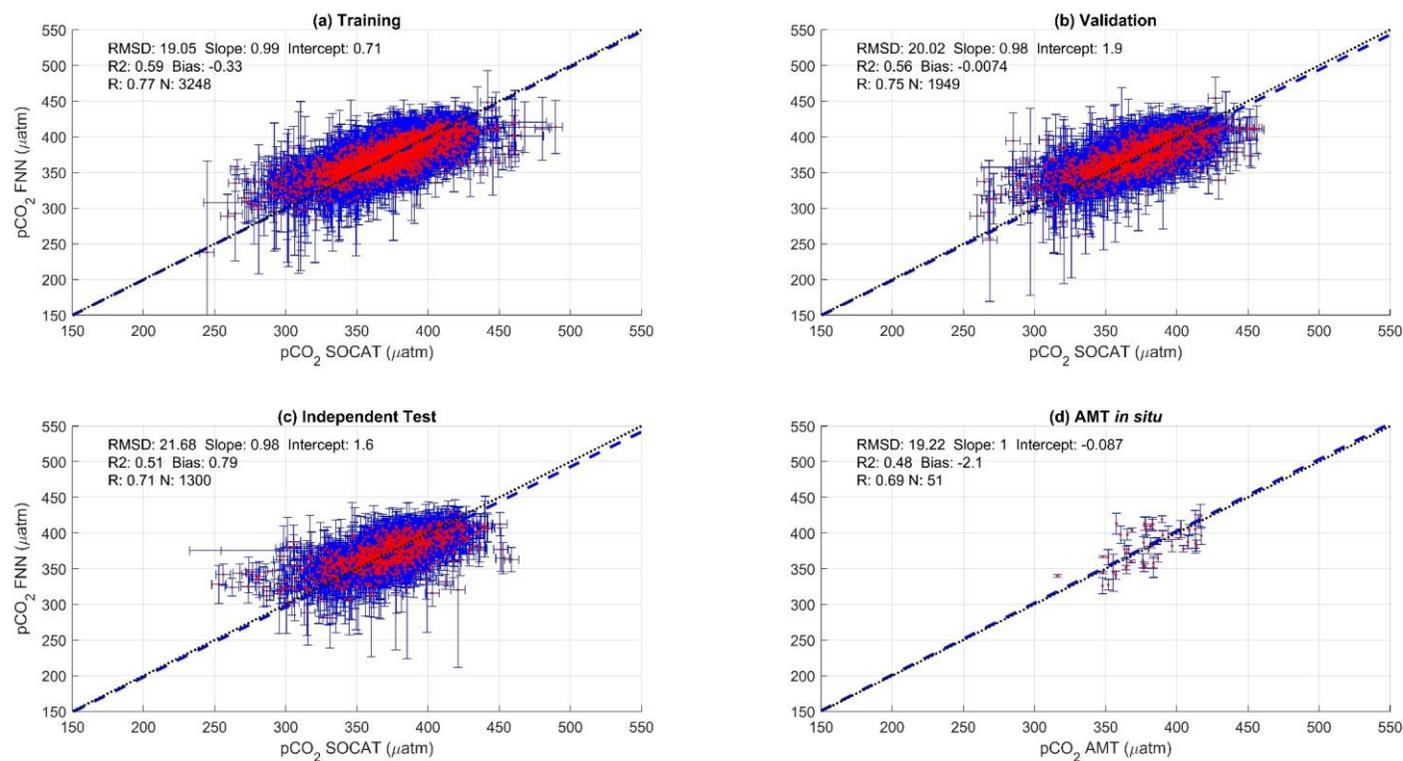 (a) Training
RMSD: 19.05 Slope: 0.99 Intercept: 0.71
R2: 0.59 Bias: -0.33
R: 0.77 N: 3248
550
500
450
400
350
300
250
200
150
pCO2 FNN (μatm)
150 200 250 300 350 400 450 500 550
pCO2 SOCAT (μatm)
(b) Validation
RMSD: 20.02 Slope: 0.98 Intercept: 1.9
R2: 0.56 Bias: -0.0074
R: 0.75 N: 1949
550
500
450
400
350
300
250
200
150
150 200 250 300 350 400 450 500 550
pCO2 SOCAT (μatm)
(c) Independent Test
RMSD: 21.68 Slope: 0.98 Intercept: 1.6
R2: 0.51 Bias: 0.79
R: 0.71 N: 1300
550
500
450
400
350
300
250
200
150
pCO2 FNN (μatm)
150 200 250 300 350 400 450 500 550
pCO2 SOCAT (μatm)
(d) AMT in situ
RMSD: 19.22 Slope: 1 Intercept: -0.087
R2: 0.48 Bias: -2.1
R: 0.69 N: 51
550
500
450
400
350
300
250
200
150
150 200 250 300 350 400 450 500 550
pCO2 AMT (μatm)